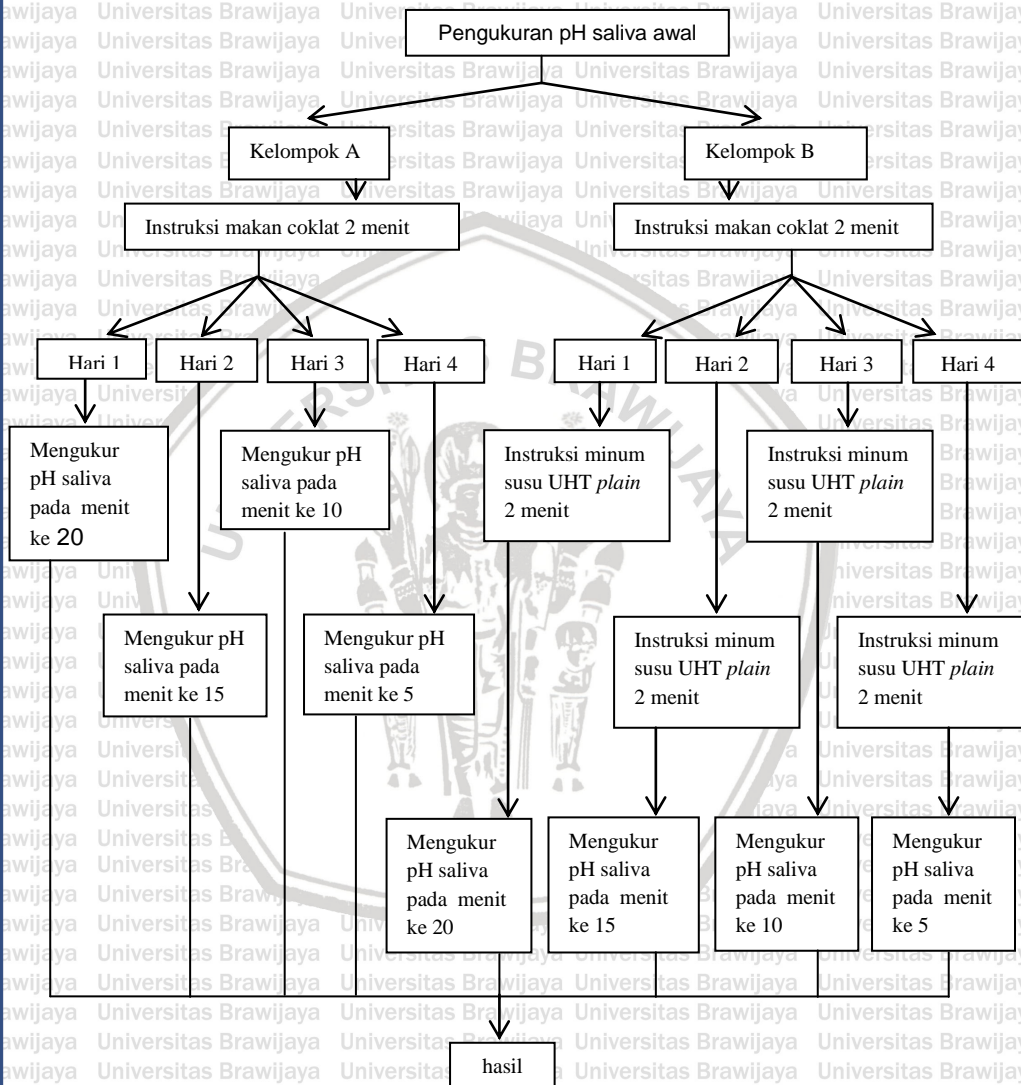 Pengukuran pH saliva awal
Kelompok A
Kelompok B
Instruksi makan coklat 2 menit
Instruksi makan coklat 2 menit
Hari 1
Hari 2
Hari 3
Hari 4
Hari 1
Hari 2
Hari 3
Hari 4
Mengukur
pH saliva
pada menit
ke 20
Mengukur pH
saliva pada
menit ke 10
Instruksi minum
susu UHT plain
2 menit
Instruksi minum
susu UHT plain
2 menit
Mengukur pH
saliva pada
menit ke 15
Mengukur pH
saliva pada
menit ke 5
Instruksi minum
susu UHT plain
2 menit
Instruksi minum
susu UHT plain
2 menit
Mengukur
pH saliva
pada menit
ke 20
Mengukur
pH saliva
pada menit
ke 15
Mengukur
pH saliva
pada menit
ke 10
Mengukur
pH saliva
pada menit
ke 5
hasil